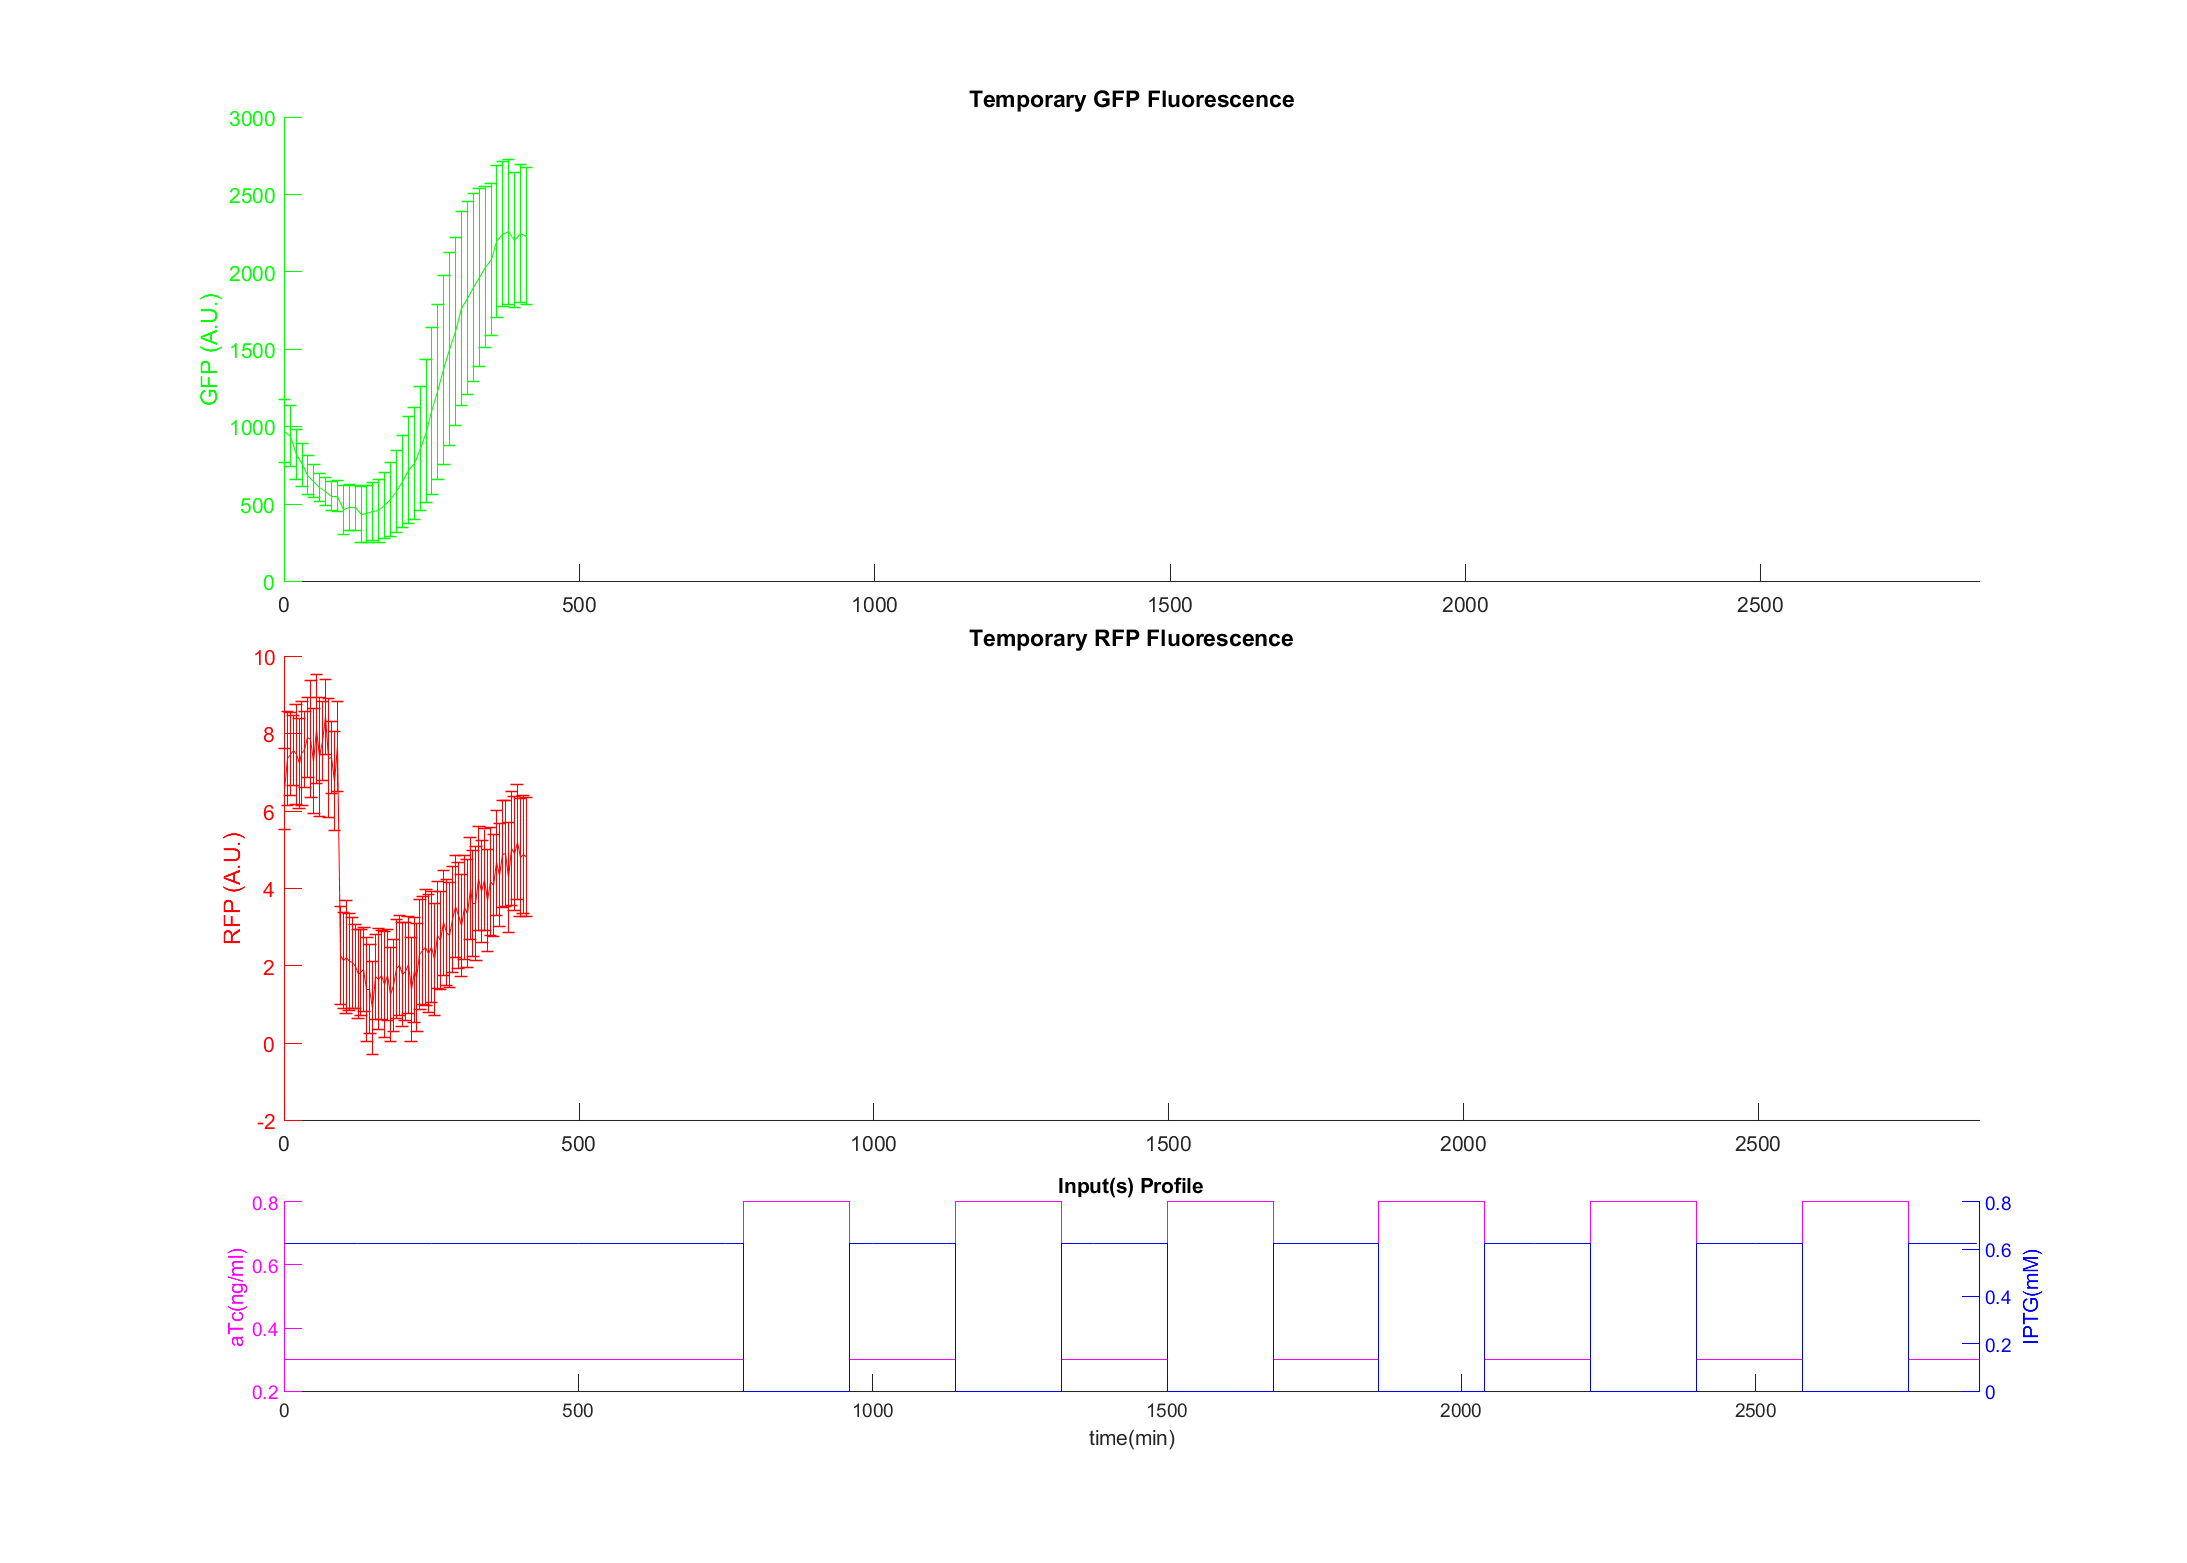 Temporary GFP Fluorescence
3000
2500
2000
1500
1000
500
0
GFP (A.U.)
0 500 1000 1500 2000 2500
Temporary RFP Fluorescence
10
8
6
4
2
0
-2
RFP (A.U.)
0 500 1000 1500 2000 2500
Input(s) Profile
0.8
0.6
0.4
0.2
aTc(ng/ml)
0.8
0.6
0.4
0.2
0
IPTG(mM)
0 500 1000 1500 2000 2500
time(min)